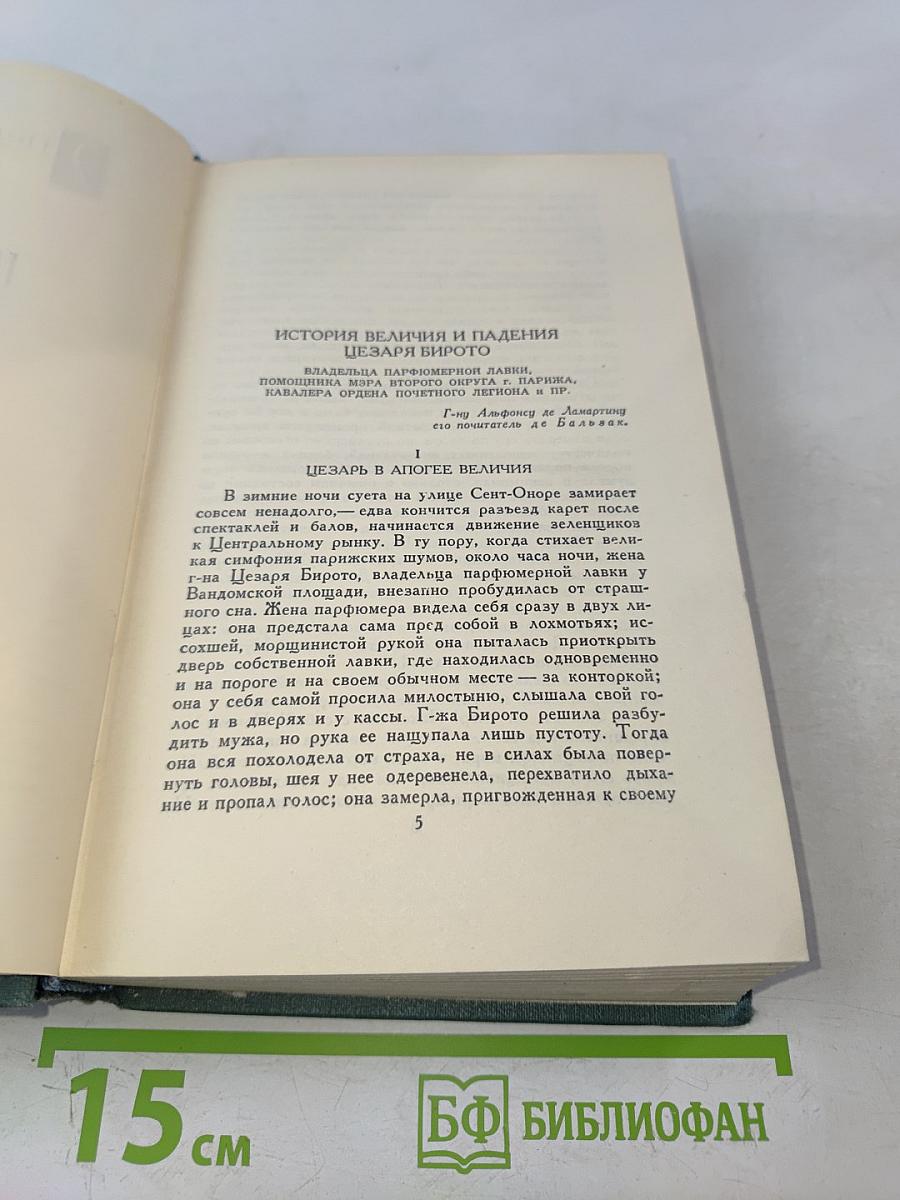 ИСТОРИЯ ВЕЛИЧИЯ И ПАДЕНИЯ
ЦЕЗАРЯ БИРОТО
ВЛАДЕЛЬЦА ПАРФЮМЕРНОЙ ЛАВКИ,
ПОМОЩНИКА МЭРА ВТОРОГО ОКРУГА г. ПАРИЖА,
КАВАЛЕРА ОРДЕНА ПОЧЕТНОГО ЛЕГИОНА и ПР.
Г-ну Альфонсу де Ламартину
его почитатель де Бальзак.
I
ЦЕЗАРЬ В АПОГЕЕ ВЕЛИЧИЯ
В зимние ночи суета на улице Сент-Оноре замирает
совсем ненадолго,— едва кончится разъезд карет после
спектаклей и балов, начинается движение зеленщиков
к Центральному рынку. В ту пору, когда стихает вели-
кая симфония парижских шумов, около часа ночи, жена
г-на Цезаря Бирото, владельца парфюмерной лавки у
Вандомской площади, внезапно пробудилась от страш-
ного сна. Жена парфюмера видела себя сразу в двух ли-
цах: она предстала сама пред собой в лохмотьях; ис-
сохшей, морщинистой рукой она пыталась приоткрыть
дверь собственной лавки, где находилась одновременно
и на пороге и на своем обычном месте — за конторкой;
она у себя самой просила милостыню, слышала свой го-
лос и в дверях и у кассы. Г-жа Бирото решила разбу-
дить мужа, но рука ее нащупала лишь пустоту. Тогда
она вся похолодела от страха, не в силах была повер-
нуть головы, шея у нее одеревенела, перехватило дыха-
ние и пропал голос; она замерла, пригвожденная к своему
5
15 см
БФ БИБЛИОФАН